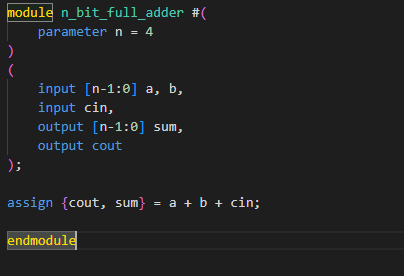 module n_bit_full_adder #(
    parameter n = 4
)
(
    input [n-1:0] a, b,
    input cin,
    output [n-1:0] sum,
    output cout
);
assign {cout, sum} = a + b + cin;
endmodule